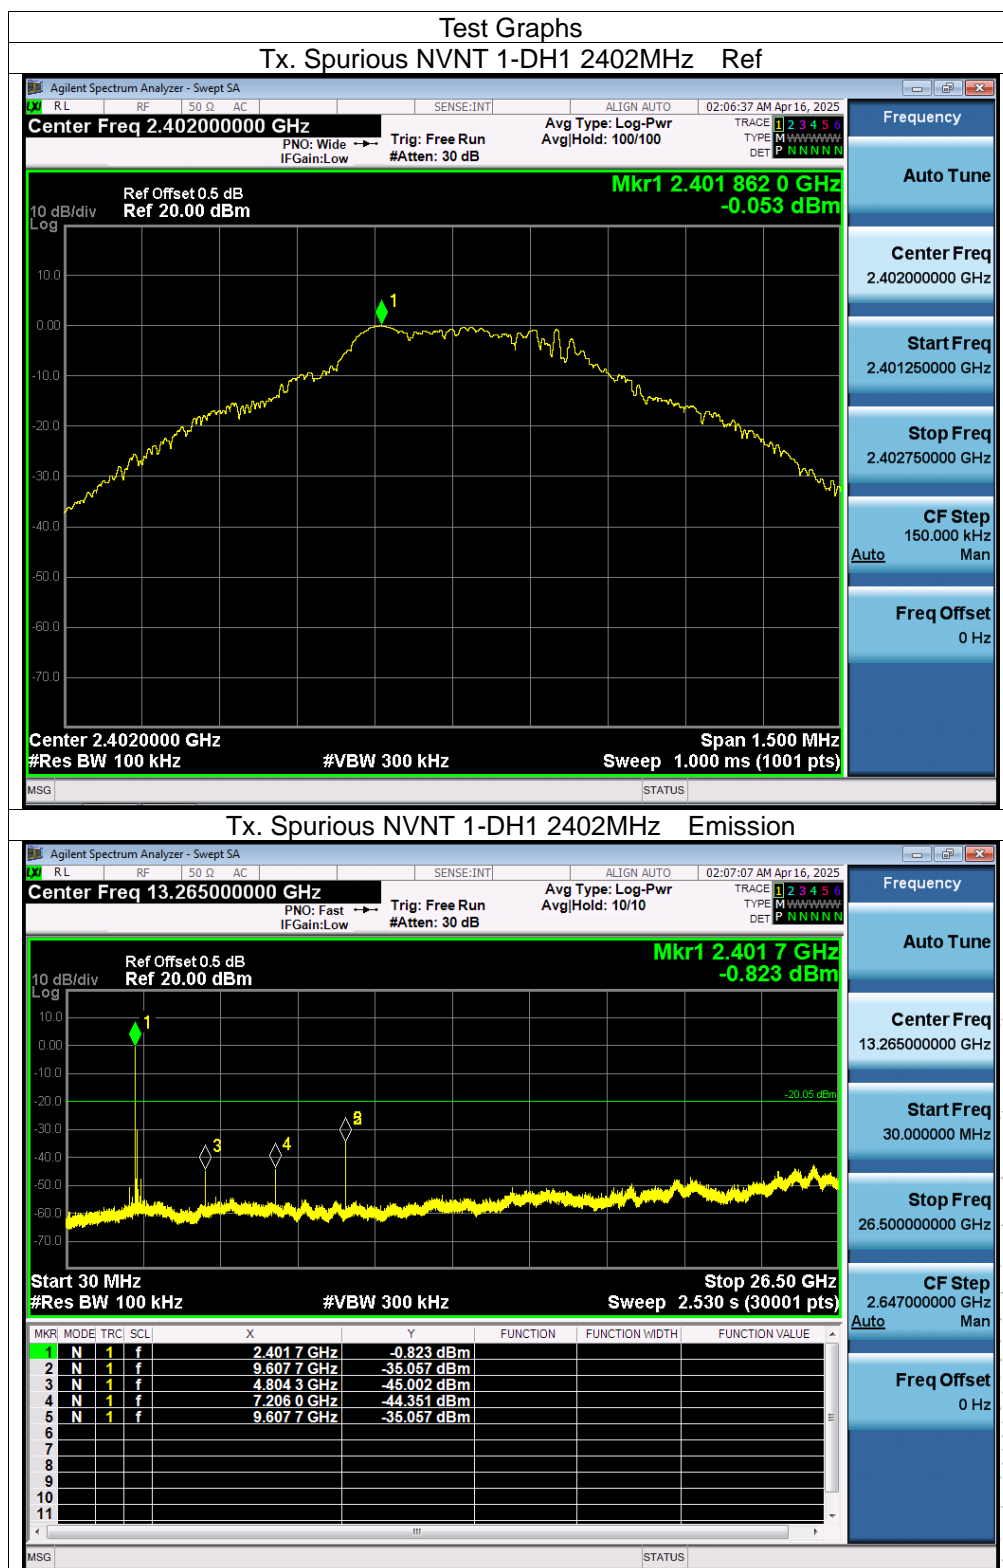 Test Graphs
Tx. Spurious NVNT 1-DH1 2402MHz Ref
Agilent Spectrum Analyzer - Swept SA
LXI RL RF 50 Ω AC SENSE:INT ALIGN AUTO 02:06:37 AM Apr 16, 2025
Center Freq 2.402000000 GHz
PNO: Wide
IFGain:Low
Trig: Free Run
#Atten: 30 dB
Avg Type: Log-Pwr
Avg|Hold: 100/100
TRACE 1 2 3 4 5 6
TYPE M WWWWW
DET P N N N N N
Frequency
Auto Tune
Center Freq
2.402000000 GHz
Start Freq
2.401250000 GHz
Stop Freq
2.402750000 GHz
CF Step
150.000 kHz
Auto Man
Freq Offset
0 Hz
Mkr1 2.401 862 0 GHz
-0.053 dBm
Ref Offset 0.5 dB
10 dB/div Ref 20.00 dBm
Log
10.0
1
0.00
-10.0
-20.0
-30.0
-40.0
-50.0
-60.0
-70.0
Center 2.4020000 GHz Span 1.500 MHz
#Res BW 100 kHz #VBW 300 kHz Sweep 1.000 ms (1001 pts)
MSG STATUS
Tx. Spurious NVNT 1-DH1 2402MHz Emission
Agilent Spectrum Analyzer - Swept SA
LXI RL RF 50 Ω AC SENSE:INT ALIGN AUTO 02:07:07 AM Apr 16, 2025
Center Freq 13.265000000 GHz
PNO: Fast
IFGain:Low
Trig: Free Run
#Atten: 30 dB
Avg Type: Log-Pwr
Avg|Hold: 10/10
TRACE 1 2 3 4 5 6
TYPE M WWWWW
DET P N N N N N
Frequency
Auto Tune
Center Freq
13.265000000 GHz
Start Freq
30.000000 MHz
Stop Freq
26.500000000 GHz
CF Step
2.647000000 GHz
Auto Man
Freq Offset
0 Hz
Mkr1 2.401 7 GHz
-0.823 dBm
Ref Offset 0.5 dB
10 dB/div Ref 20.00 dBm
Log
10.0
1
0.00
-10.0
-20.0
-20.05 dBm
-30.0
3
4
-40.0
-50.0
-60.0
-70.0
Start 30 MHz Stop 26.50 GHz
#Res BW 100 kHz #VBW 300 kHz Sweep 2.530 s (30001 pts)
MKR MODE TRC SCL X Y FUNCTION FUNCTION WIDTH FUNCTION VALUE
1 N 1 f 2.401 7 GHz -0.823 dBm
2 N 1 f 9.607 7 GHz -35.057 dBm
3 N 1 f 4.804 3 GHz -45.002 dBm
4 N 1 f 7.206 0 GHz -44.351 dBm
5 N 1 f 9.607 7 GHz -35.057 dBm
6
7
8
9
10
11
MSG STATUS